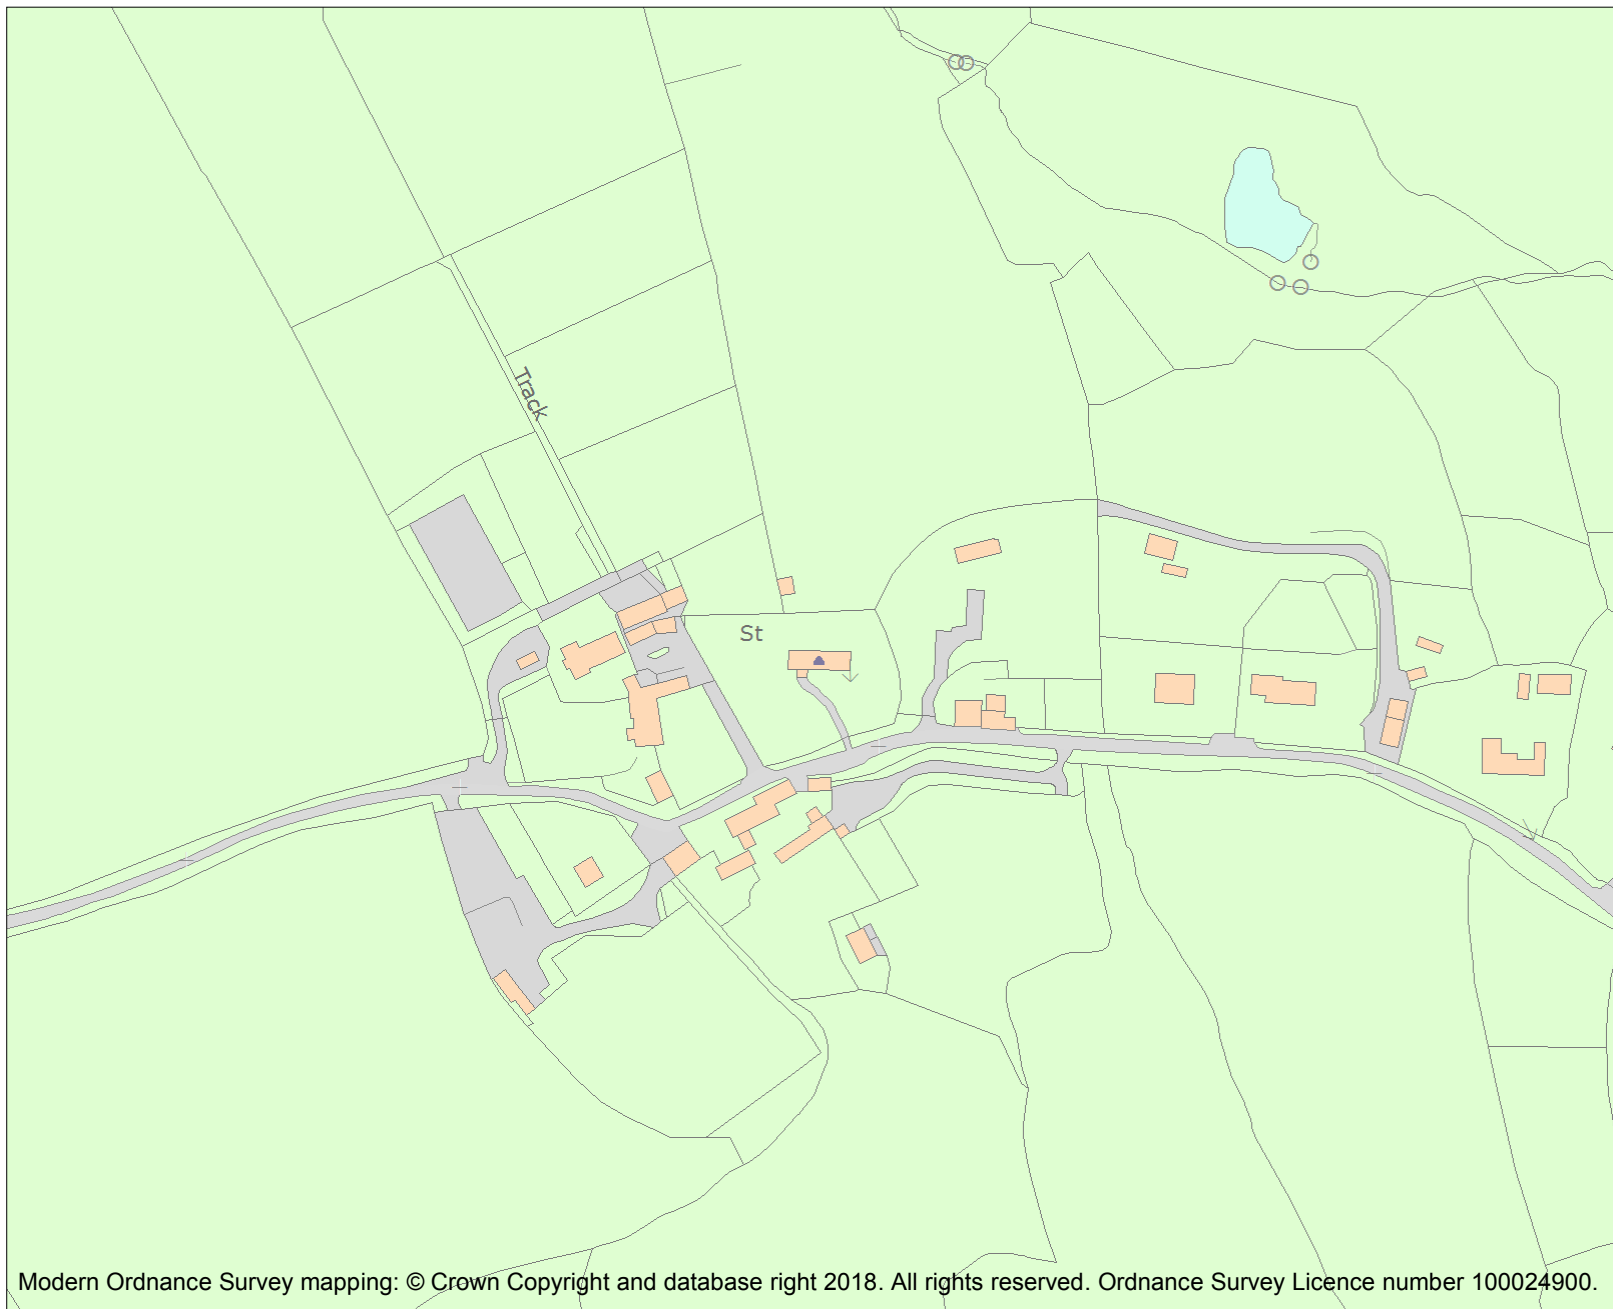 Track
St
Modern Ordnance Survey mapping: © Crown Copyright and database right 2018. All rights reserved. Ordnance Survey Licence number 100024900.